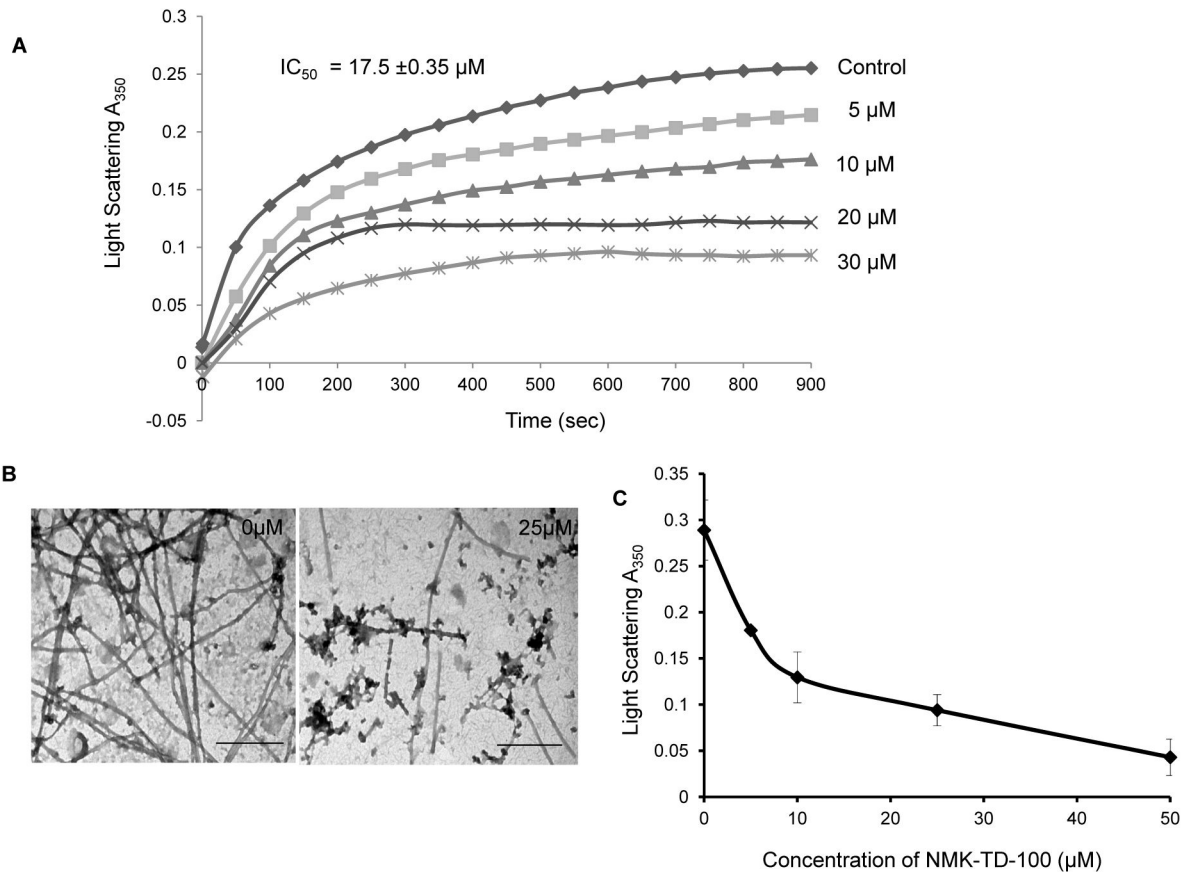 A
IC50 = 17.5 ±0.35 µM
Light Scattering A350
0.3
0.25
0.2
0.15
0.1
0.05
0
-0.05
0 100 200 300 400 500 600 700 800 900
Time (sec)
Control
5 µM
10 µM
20 µM
30 µM
B
0µM
25µM
C
Light Scattering A350
0.35
0.3
0.25
0.2
0.15
0.1
0.05
0
0 10 20 30 40 50
Concentration of NMK-TD-100 (µM)